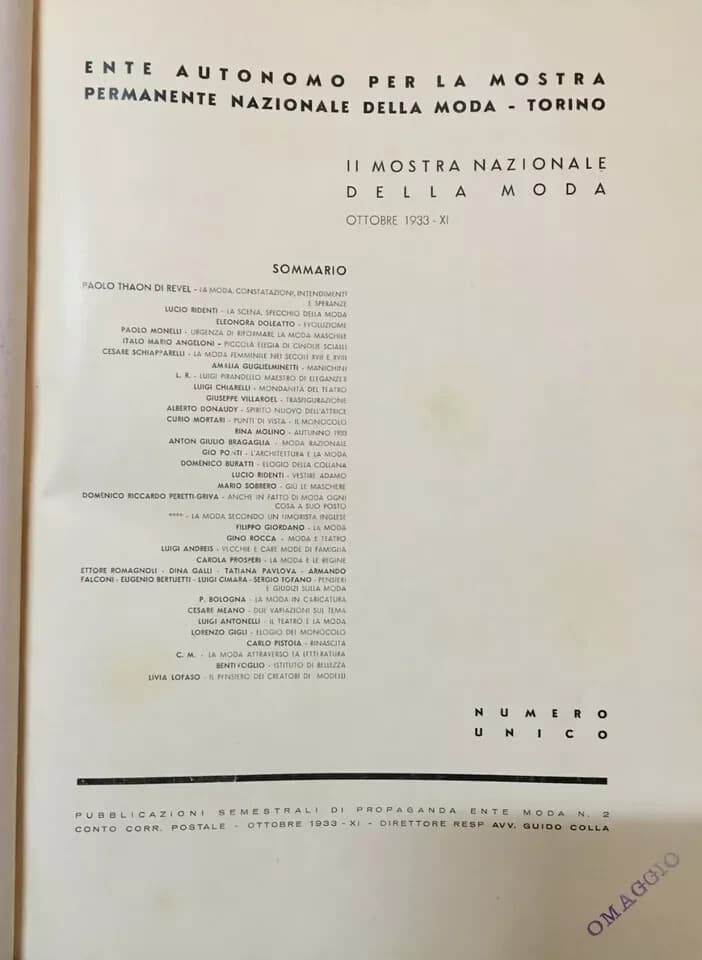 ENTE AUTONOMO PER LA MOSTRA
PERMANENTE NAZIONALE DELLA MODA - TORINO
II MOSTRA NAZIONALE
DELLA MODA
OTTOBRE 1933 - XI
SOMMARIO
PAOLO THAON DI REVEL - LA MODA, CONSTATAZIONI, INTENDIMENTI
E SPERANZE
LUCIO RIDENTI - LA SCENA, SPECCHIO DELLA MODA
ELEONORA DOLEATTO - EVOLUZIOME
PAOLO MONELLI - URGENZA DI RIFORMARE LA MODA MASCHILE
ITALO MARIO ANGELONI - PICCOLA ELEGIA DI CINQUE SCIALLI
CESARE SCHIAPPARELLI - LA MODA FEMMINILE NEI SECOLI XVII E XVIII
AMALIA GUGLIELMINETTI - MANICHINI
L. R. - LUIGI PIRANDELLO MAESTRO DI ELEGANZE
LUIGI CHIARELLI - MONDANITÀ DEL TEATRO
GIUSEPPE VILLAROEL - TRASFIGURAZIONE
ALBERTO DONAUDY - SPIRITO NUOVO DELL'ATTRICE
CURIO MORTARI - PUNTI DI VISTA - IL MONOCOLO
RINA MOLINO - AUTUNNO 1933
ANTON GIULIO BRAGAGLIA - MODA RAZIONALE
GIO PONTI - L'ARCHITETTURA E LA MODA
DOMENICO BURATTI - ELOGIO DELLA COLLANA
LUCIO RIDENTI - VESTIRE ADAMO
MARIO SOBRERO - GIÙ LE MASCHERE
DOMENICO RICCARDO PERETTI-GRIVA - ANCHE IN FATTO DI MODA OGNI
COSA A SUO POSTO
**** - LA MODA SECONDO UN UMORISTA INGLESE
FILIPPO GIORDANO - LA MODA
GINO ROCCA - MODA E TEATRO
LUIGI ANDREIS - VECCHIE E CARE MODE DI FAMIGLIA
CAROLA PROSPERI - LA MODA E LE REGINE
ETTORE ROMAGNOLI - DINA GALLI - TATIANA PAVLOVA - ARMANDO
FALCONI - EUGENIO BERTUETTI - LUIGI CIMARA - SERGIO TOFANO - PENSIERI
E GIUDIZI SULLA MODA
P. BOLOGNA - LA MODA IN CARICATURA
CESARE MEANO - DUE VARIAZIONI SUL TEMA
LUIGI ANTONELLI - IL TEATRO E LA MODA
LORENZO GIGLI - ELOGIO DEL MONOCOLO
CARLO PISTOIA - RINASCITA
C. M. - LA MODA ATTRAVERSO LA LETTERATURA
BENTIVOGLIO - ISTITUTO DI BELLEZZA
LIVIA LOFASO - IL PENSIERO DEI CREATORI DI MODELLI
NUMERO
UNICO
PUBBLICAZIONI SEMESTRALI DI PROPAGANDA ENTE MODA N. 2
CONTO CORR. POSTALE - OTTOBRE 1933 - XI - DIRETTORE RESP AVV. GUIDO COLLA
OMAGGIO